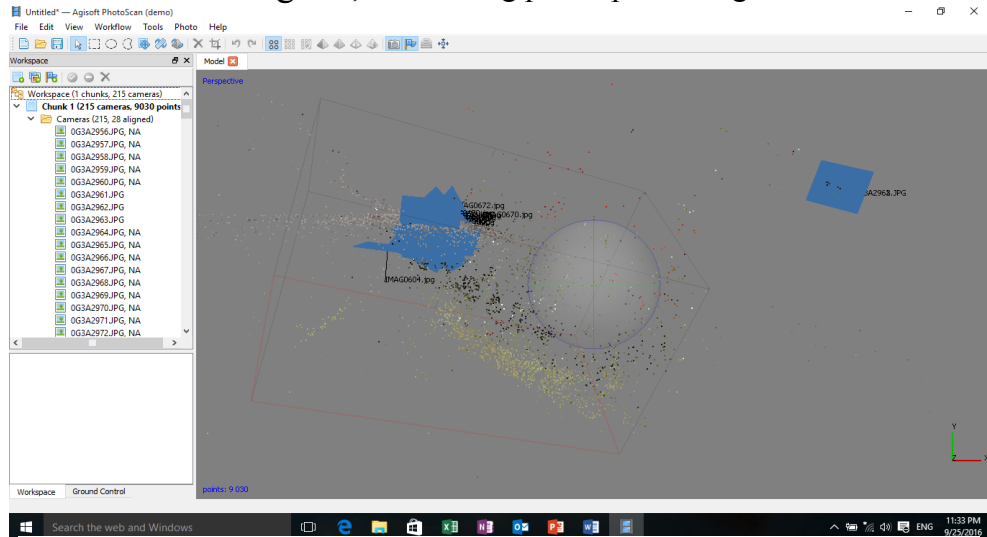 Untitled* — Agisoft PhotoScan (demo)
File Edit View Workflow Tools Photo Help
Workspace
Model
Perspective
Workspace (1 chunks, 215 cameras)
Chunk 1 (215 cameras, 9030 points
Cameras (215, 28 aligned)
0G3A2956.JPG, NA
0G3A2957.JPG, NA
0G3A2958.JPG, NA
0G3A2959.JPG, NA
0G3A2960.JPG, NA
0G3A2961.JPG
0G3A2962.JPG
0G3A2963.JPG
0G3A2964.JPG, NA
0G3A2965.JPG, NA
0G3A2966.JPG, NA
0G3A2967.JPG, NA
0G3A2968.JPG, NA
0G3A2969.JPG, NA
0G3A2970.JPG, NA
0G3A2971.JPG, NA
0G3A2972.JPG, NA
AG0672.jpg
G0670.jpg
IMAG0604.jpg
Y
Z X
points: 9 030
Workspace Ground Control
Search the web and Windows
ENG
11:33 PM
9/25/2016